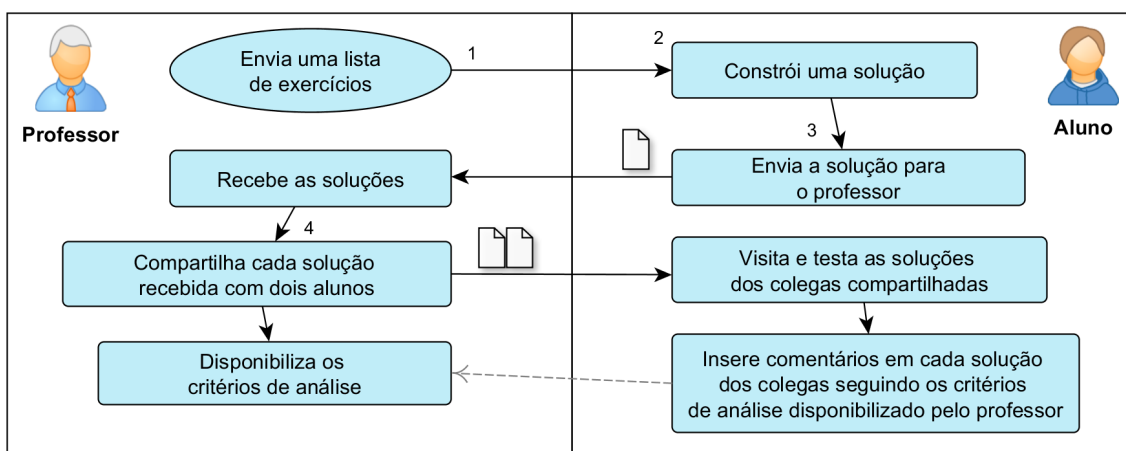 Professor
Envia uma lista
de exercícios
1
2
Constrói uma solução
Aluno
3
Envia a solução para
o professor
Recebe as soluções
4
Compartilha cada solução
recebida com dois alunos
Visita e testa as soluções
dos colegas compartilhadas
Disponibiliza os
critérios de análise
Insere comentários em cada solução
dos colegas seguindo os critérios
de análise disponibilizado pelo professor